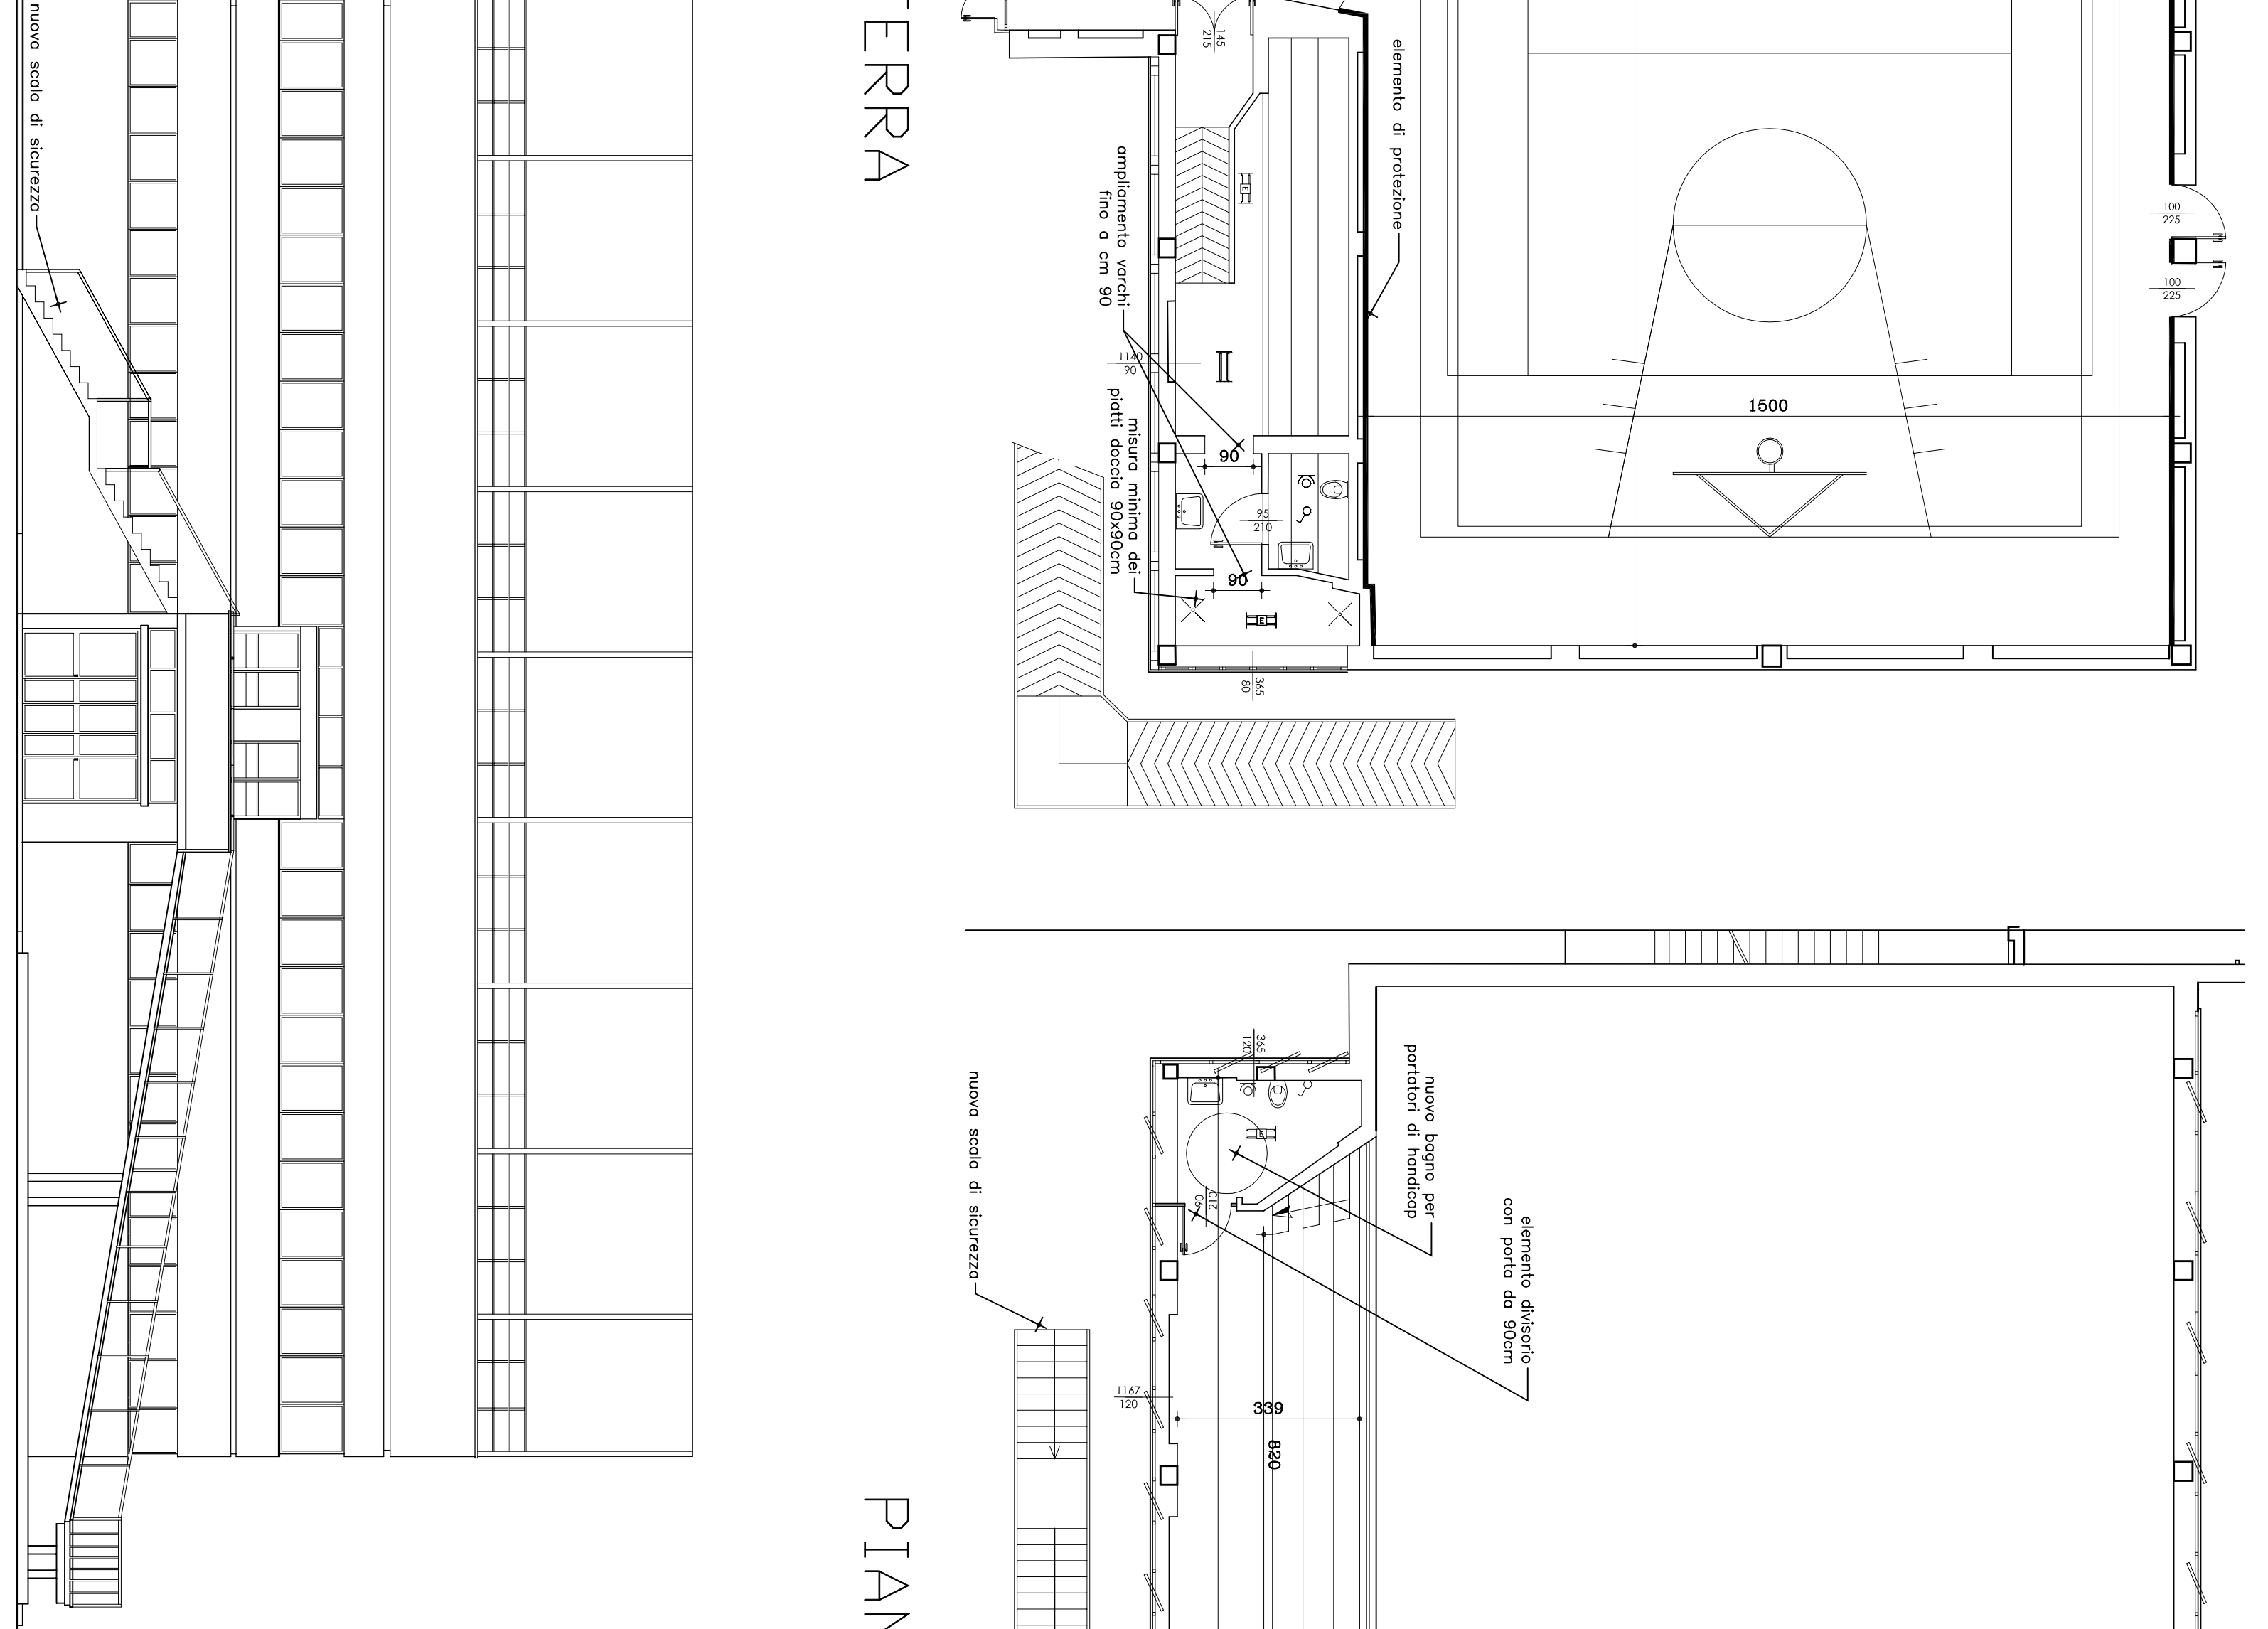 nuova scala di sicurezza
TERRA
145
215
elemento di protezione
ampliamento varchi
fino a cm 90
E
1140
90
misura minima dei
piatti doccia 90x90cm
90
95
210
90
E
365
80
1500
100
225
100
225
365
120
nuovo bagno per
portatori di handicap
elemento divisorio
con porta da 90cm
90
210
nuova scala di sicurezza
1167
120
339
820
PIAN